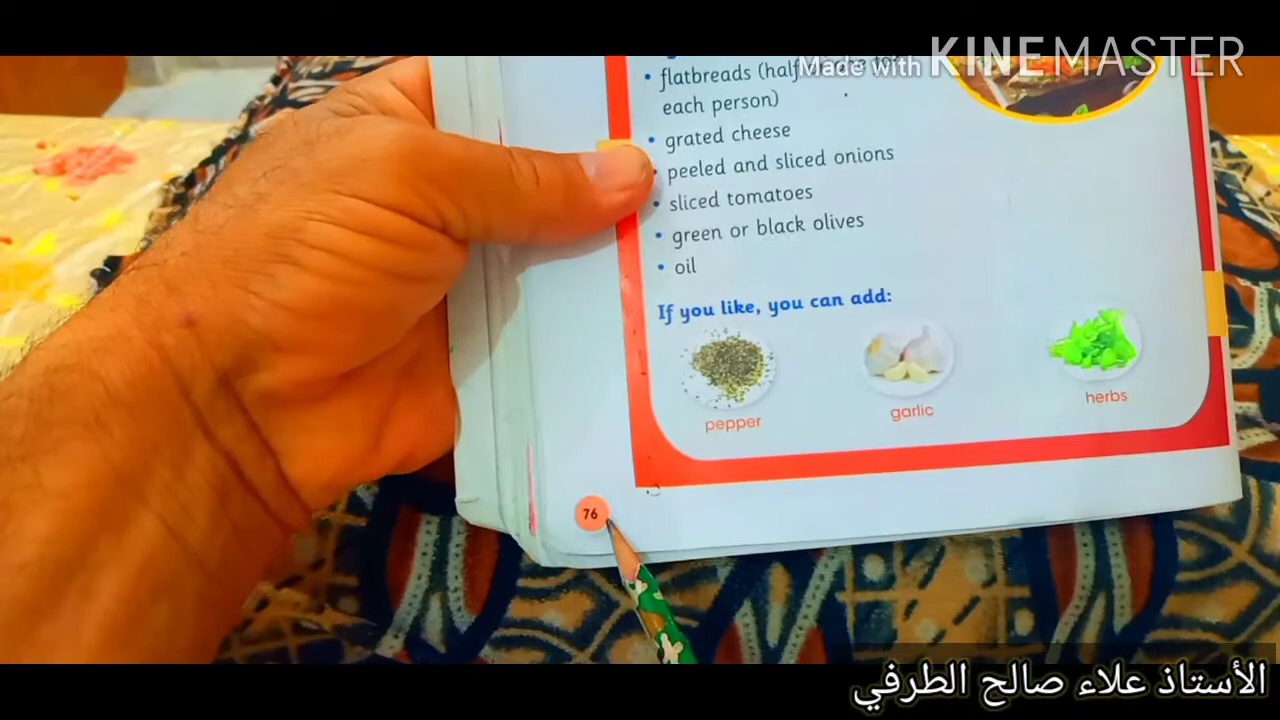 Made with KINEMASTER
• flatbreads (half
each person)
• grated cheese
• peeled and sliced onions
• sliced tomatoes
• green or black olives
• oil
If you like, you can add:
pepper garlic herbs
76
الأستاذ علاء صالح الطرفي